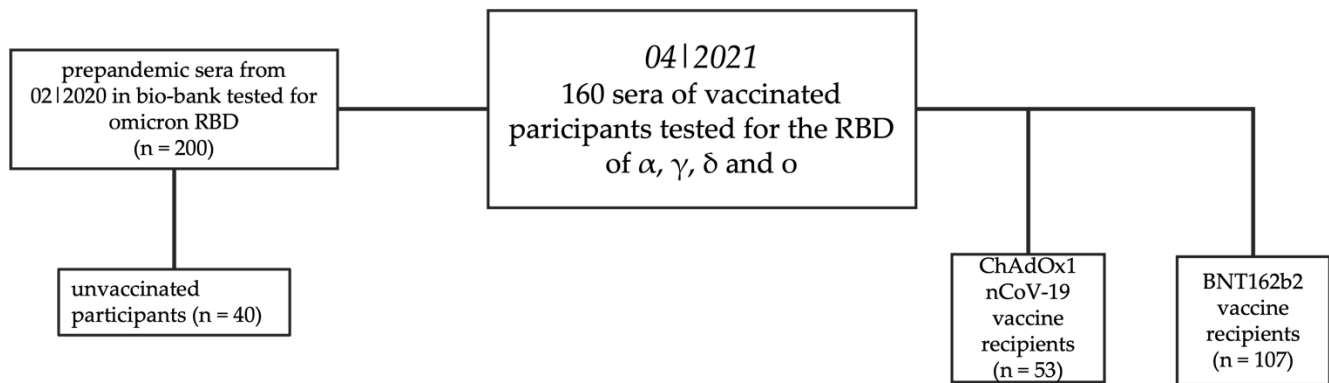 prepandemic sera from
02|2020 in bio-bank tested for
omicron RBD
(n = 200)
04|2021
160 sera of vaccinated
paricipants tested for the RBD
of α, γ, δ and ο
unvaccinated
participants (n = 40)
ChAdOx1
nCoV-19
vaccine
recipients
(n = 53)
BNT162b2
vaccine
recipients
(n = 107)